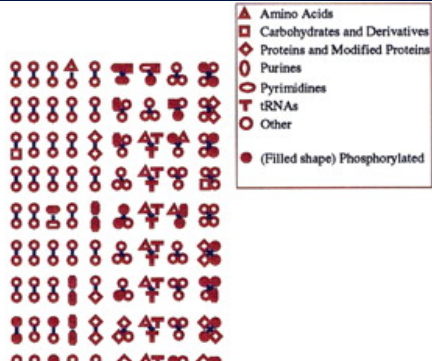 Amino Acids
Carbohydrates and Derivatives
Proteins and Modified Proteins
Purines
Pyrimidines
tRNAs
Other
(Filled shape) Phosphorylated